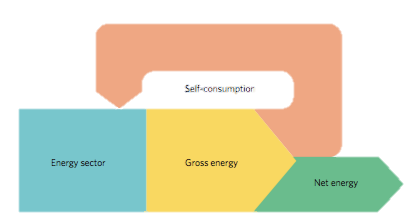 Self-consumption
Energy sector
Gross energy
Net energy